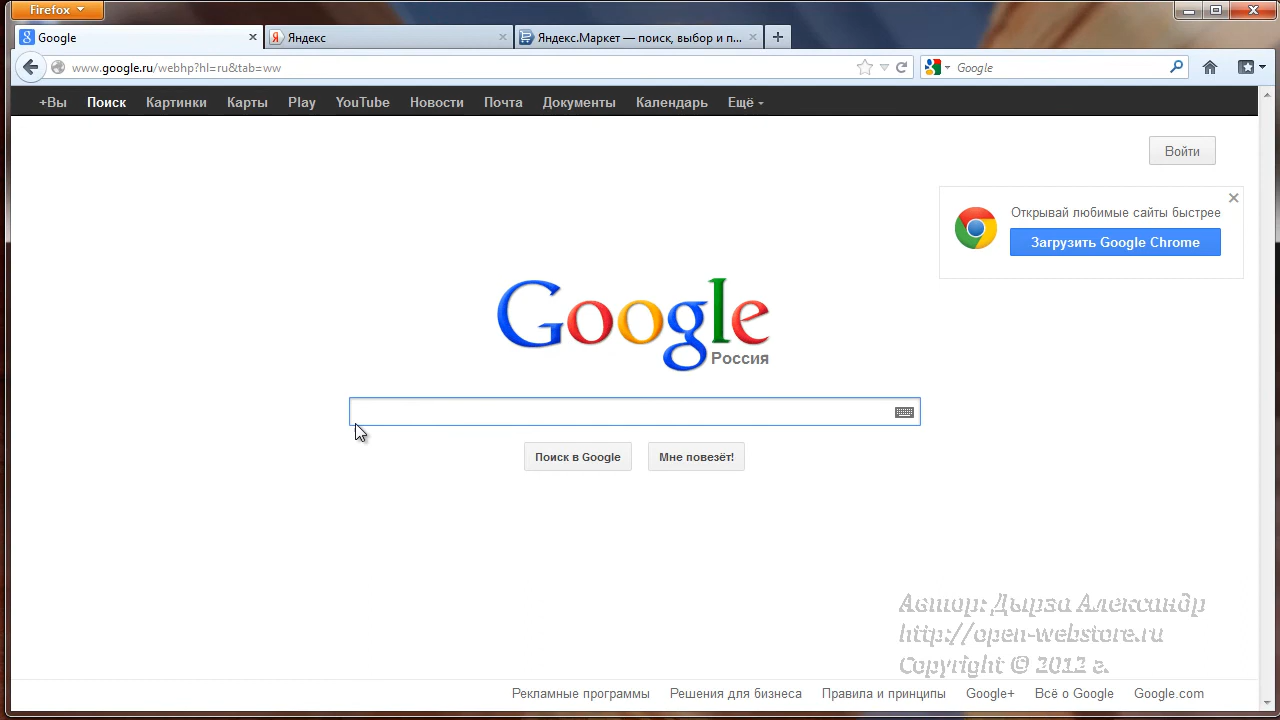 Firefox
Google
Яндекс
Яндекс.Маркет — поиск, выбор и п...
www.google.ru/webhp?hl=ru&tab=ww
Google
+Вы Поиск Картинки Карты Play YouTube Новости Почта Документы Календарь Ещё
Войти
Открывай любимые сайты быстрее
Загрузить Google Chrome
Google
Россия
Поиск в Google
Мне повезёт!
Автор: Дырза Александр
http://open-webstore.ru
Copyright © 2012 г.
Рекламные программы Решения для бизнеса Правила и принципы Google+ Всё о Google Google.com